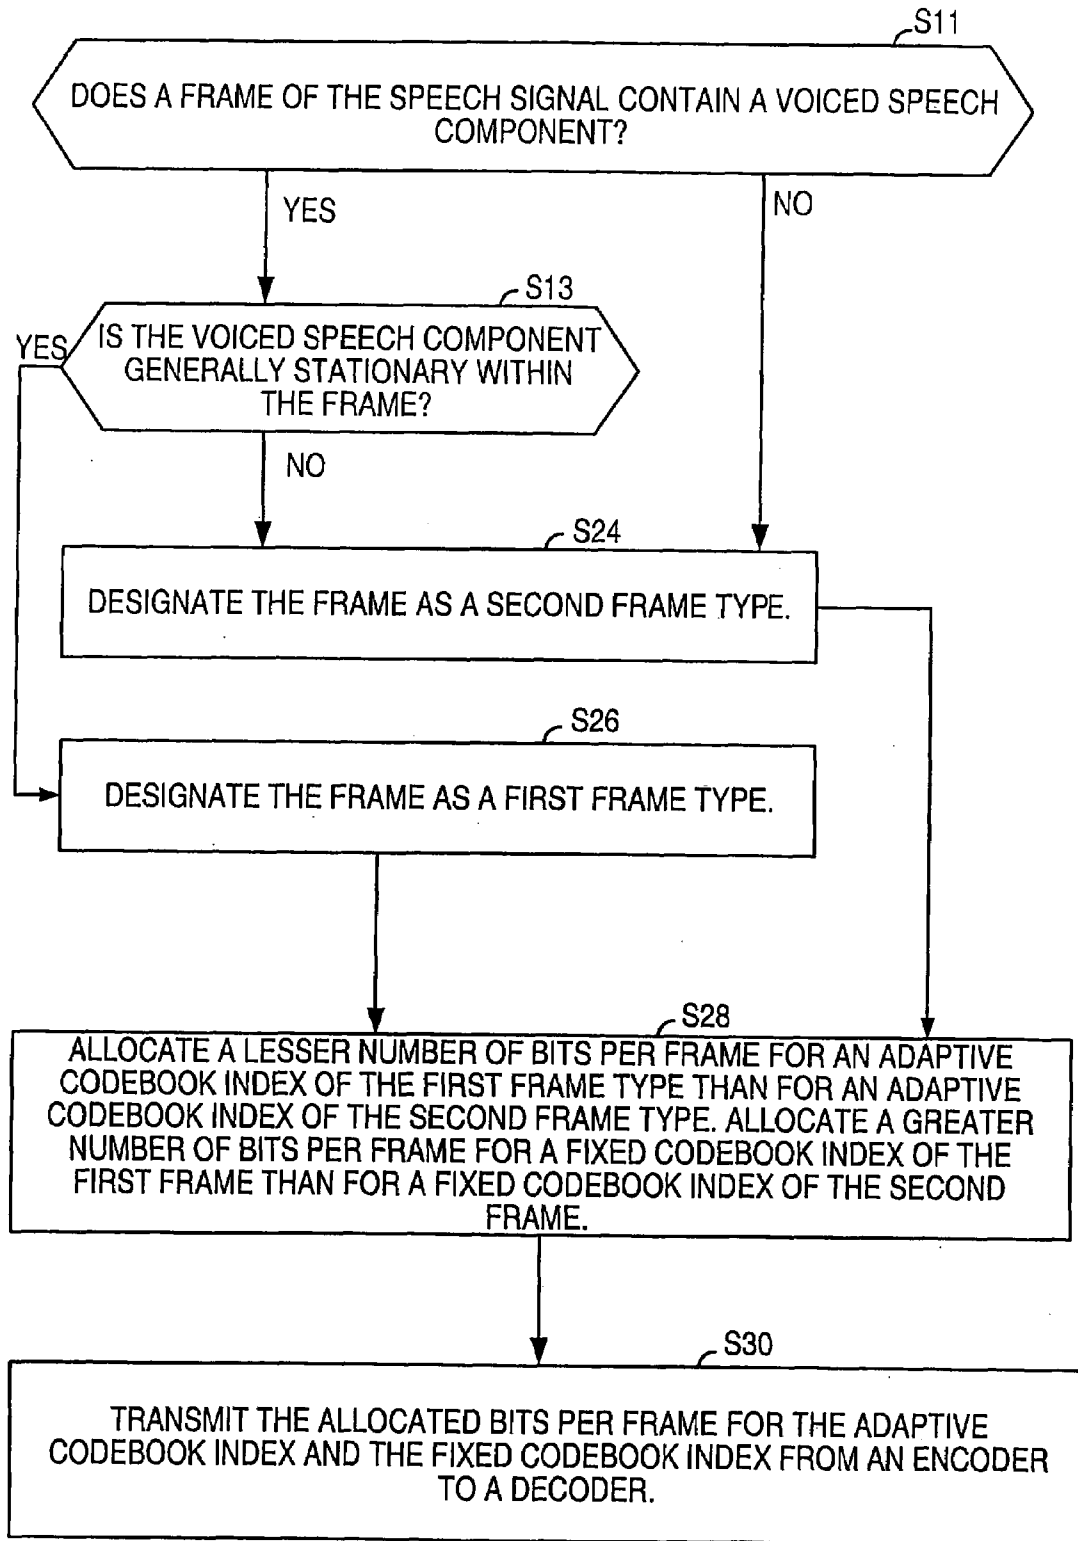 S11
DOES A FRAME OF THE SPEECH SIGNAL CONTAIN A VOICED SPEECH
COMPONENT?
YES
NO
S13
YES
IS THE VOICED SPEECH COMPONENT
GENERALLY STATIONARY WITHIN
THE FRAME?
NO
S24
DESIGNATE THE FRAME AS A SECOND FRAME TYPE.
S26
DESIGNATE THE FRAME AS A FIRST FRAME TYPE.
S28
ALLOCATE A LESSER NUMBER OF BITS PER FRAME FOR AN ADAPTIVE
CODEBOOK INDEX OF THE FIRST FRAME TYPE THAN FOR AN ADAPTIVE
CODEBOOK INDEX OF THE SECOND FRAME TYPE. ALLOCATE A GREATER
NUMBER OF BITS PER FRAME FOR A FIXED CODEBOOK INDEX OF THE
FIRST FRAME THAN FOR A FIXED CODEBOOK INDEX OF THE SECOND
FRAME.
S30
TRANSMIT THE ALLOCATED BITS PER FRAME FOR THE ADAPTIVE
CODEBOOK INDEX AND THE FIXED CODEBOOK INDEX FROM AN ENCODER
TO A DECODER.